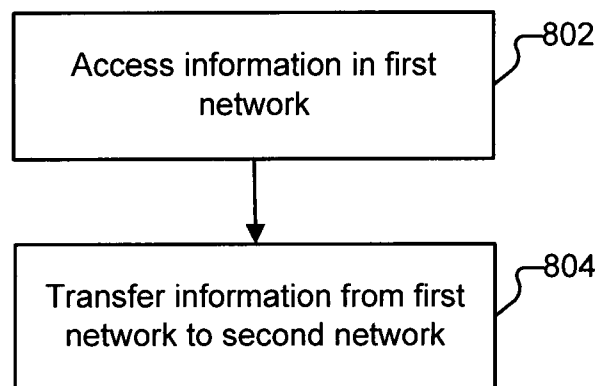 Access information in first
network
802
Transfer information from first
network to second network
804